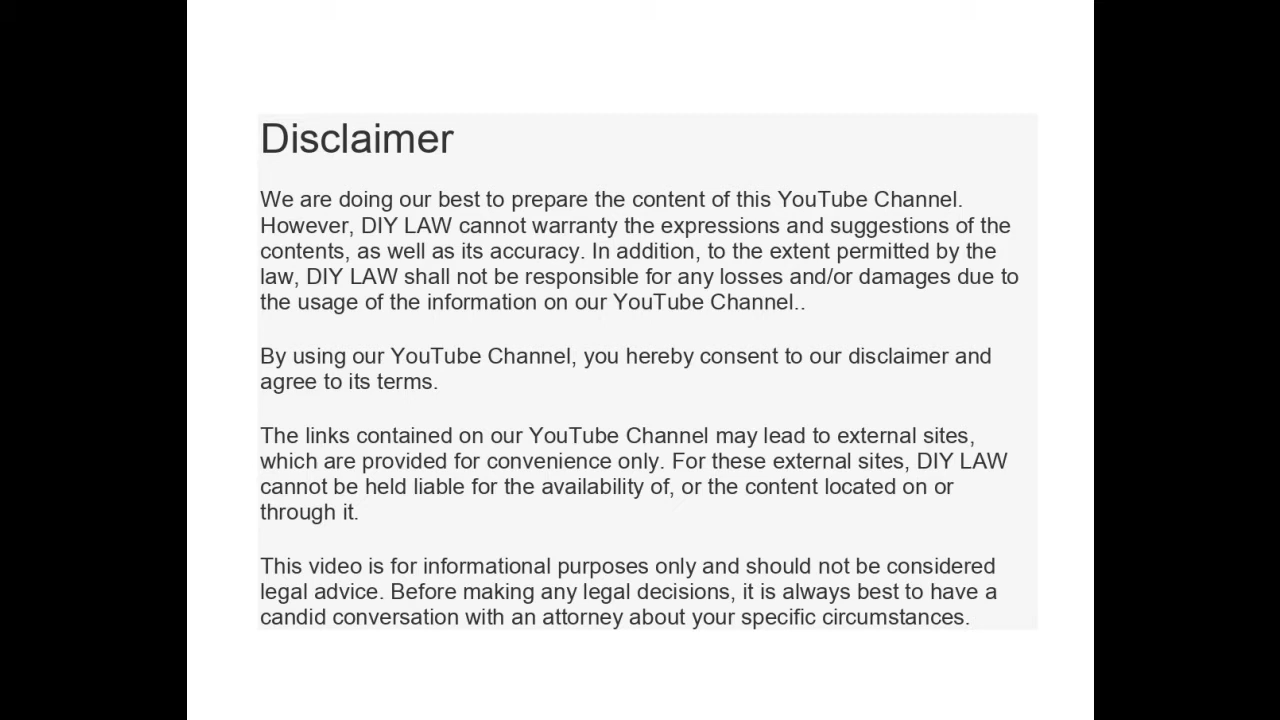 Disclaimer
We are doing our best to prepare the content of this YouTube Channel.
However, DIY LAW cannot warranty the expressions and suggestions of the
contents, as well as its accuracy. In addition, to the extent permitted by the
law, DIY LAW shall not be responsible for any losses and/or damages due to
the usage of the information on our YouTube Channel..
By using our YouTube Channel, you hereby consent to our disclaimer and
agree to its terms.
The links contained on our YouTube Channel may lead to external sites,
which are provided for convenience only. For these external sites, DIY LAW
cannot be held liable for the availability of, or the content located on or
through it.
This video is for informational purposes only and should not be considered
legal advice. Before making any legal decisions, it is always best to have a
candid conversation with an attorney about your specific circumstances.